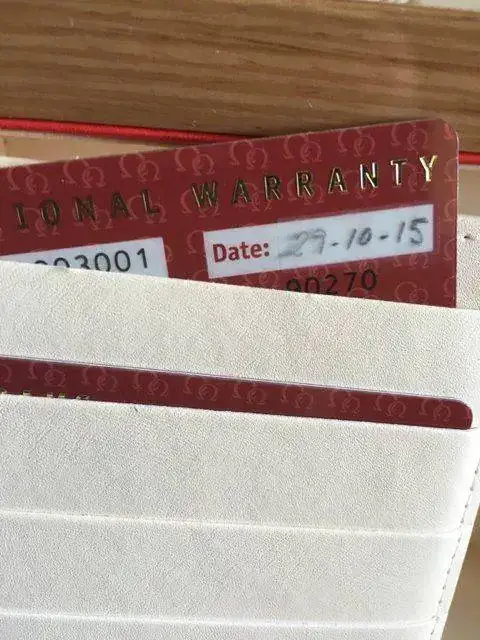 IONAL WARRANTY
Date: 29-10-15
003001
90270